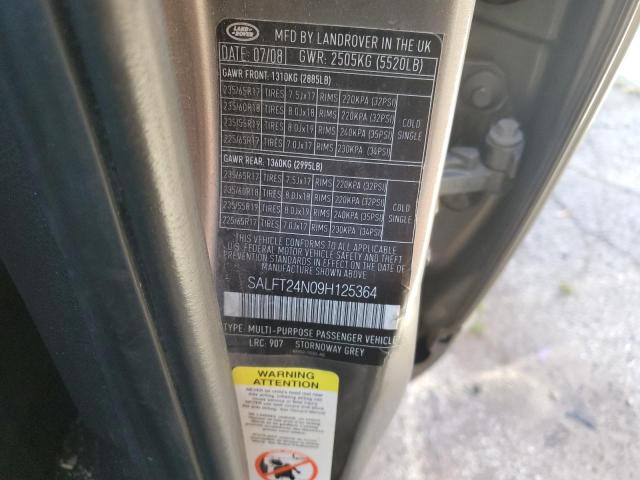 LAND ROVER
MFD BY LANDROVER IN THE UK
DATE: 07/08 GWR: 2505KG (5520LB)
GAWR FRONT: 1310KG (2885LB)
235/65R17 TIRES 7.5Jx17 RIMS 220KPA (32PSI)
235/60R18 TIRES 8.0Jx18 RIMS 220KPA (32PSI) COLD
235/55R19 TIRES 8.0Jx19 RIMS 240KPA (35PSI) SINGLE
225/65R17 TIRES 7.0Jx17 RIMS 230KPA (34PSI)
GAWR REAR: 1360KG (2995LB)
235/65R17 TIRES 7.5Jx17 RIMS 220KPA (32PSI)
235/60R18 TIRES 8.0Jx18 RIMS 220KPA (32PSI) COLD
235/55R19 TIRES 8.0Jx19 RIMS 240KPA (35PSI) SINGLE
225/65R17 TIRES 7.0Jx17 RIMS 230KPA (34PSI)
THIS VEHICLE CONFORMS TO ALL APPLICABLE
U.S. FEDERAL MOTOR VEHICLE SAFETY AND THEFT
PREVENTION STANDARDS IN EFFECT ON THE DATE OF
MANUFACTURE SHOWN ABOVE
SALFT24N09H125364
TYPE: MULTI-PURPOSE PASSENGER VEHICLE
LRC: 907 STORNOWAY GREY
WARNING
ATTENTION